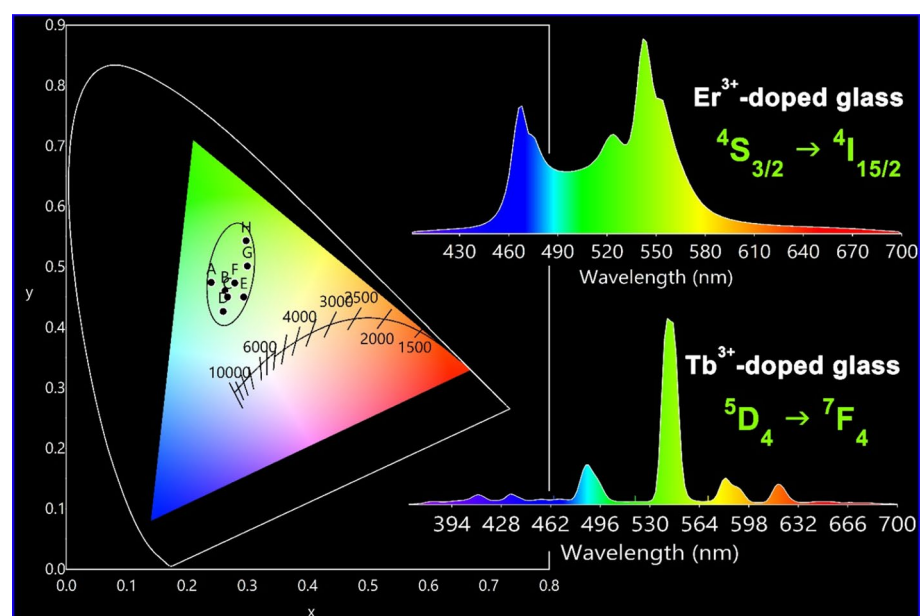 0.9
0.8
0.7
0.6
0.5
0.4
0.3
0.2
0.1
0.0
y
0.0 0.1 0.2 0.3 0.4 0.5 0.6 0.7 0.8
x
H
G
A
F
B
C
E
D
10000
6000
4000
3000
2500
2000
1500
Er³⁺-doped glass
⁴S₃/₂ → ⁴I₁₅/₂
430 460 490 520 550 580 610 640 670 700
Wavelength (nm)
Tb³⁺-doped glass
⁵D₄ → ⁷F₄
394 428 462 496 530 564 598 632 666 700
Wavelength (nm)